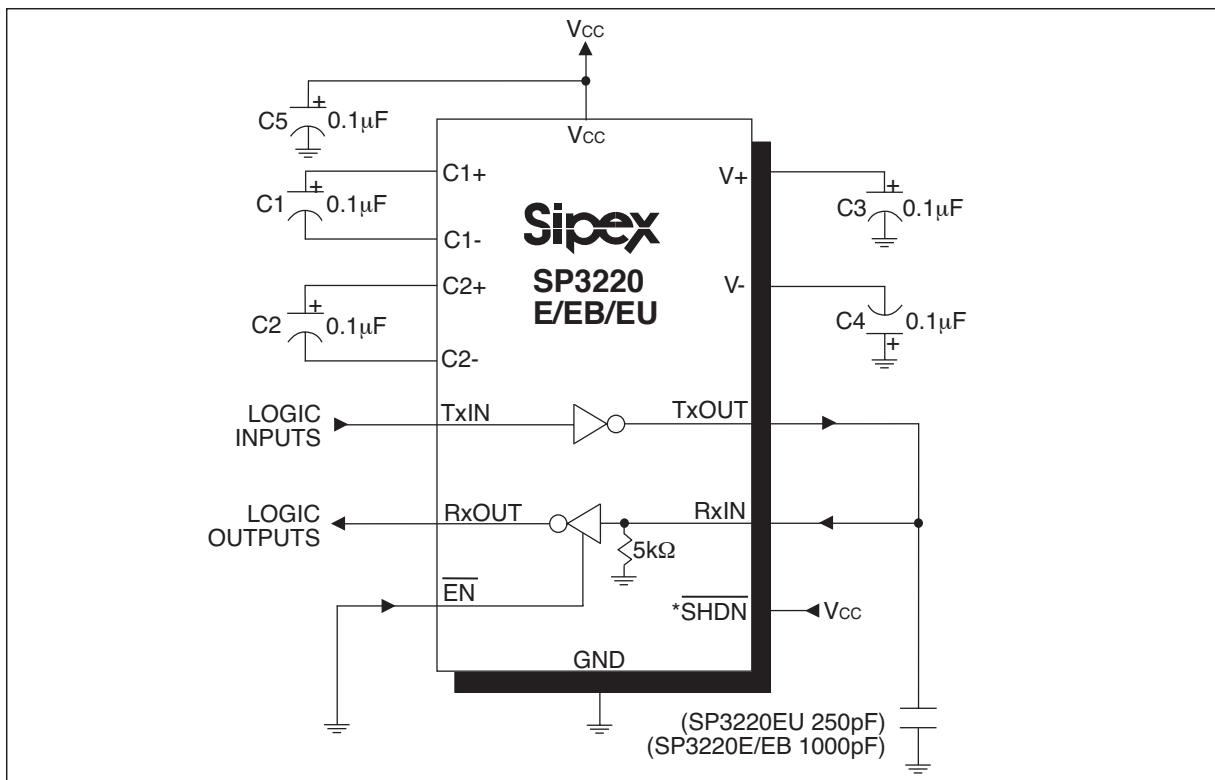 VCC
C5
+
0.1µF
VCC
C1+
C1
+
0.1µF
C1-
C2+
C2
+
0.1µF
C2-
V+
+
C3
0.1µF
V-
C4
0.1µF
+
Sipex
SP3220
E/EB/EU
LOGIC
INPUTS
TxIN
TxOUT
LOGIC
OUTPUTS
RxOUT
RxIN
5kΩ
EN
*SHDN
VCC
GND
(SP3220EU 250pF)
(SP3220E/EB 1000pF)